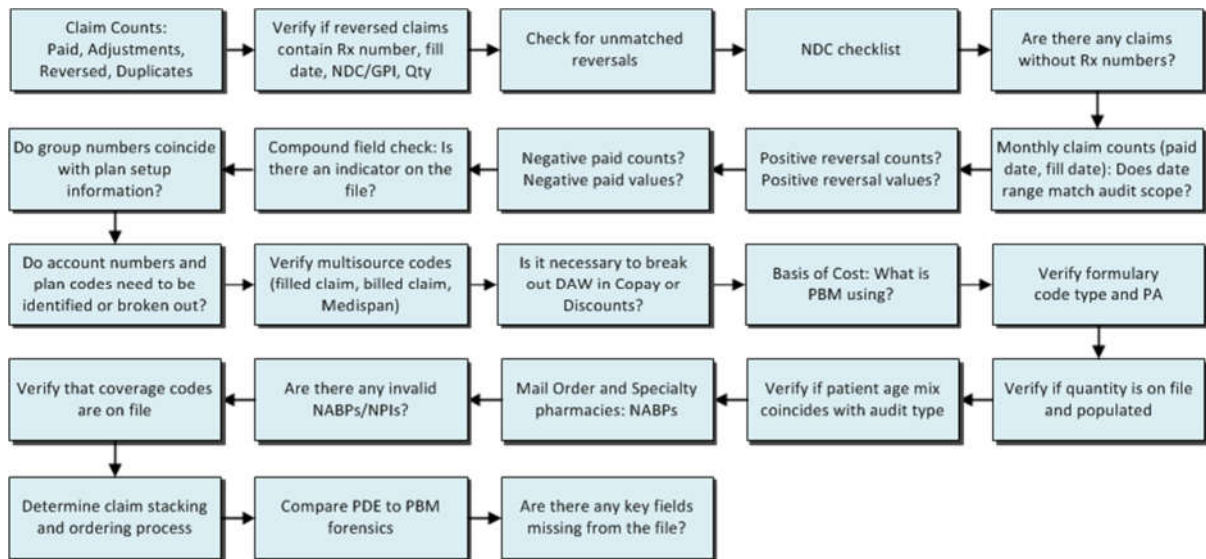 Claim Counts:
Paid, Adjustments,
Reversed, Duplicates
Verify if reversed claims
contain Rx number, fill
date, NDC/GPI, Qty
Check for unmatched
reversals
NDC checklist
Are there any claims
without Rx numbers?
Monthly claim counts (paid
date, fill date): Does date
range match audit scope?
Positive reversal counts?
Positive reversal values?
Negative paid counts?
Negative paid values?
Compound field check: Is
there an indicator on the
file?
Do group numbers coincide
with plan setup
information?
Do account numbers and
plan codes need to be
identified or broken out?
Verify multisource codes
(filled claim, billed claim,
Medispan)
Is it necessary to break
out DAW in Copay or
Discounts?
Basis of Cost: What is
PBM using?
Verify formulary
code type and PA
Verify if quantity is on file
and populated
Verify if patient age mix
coincides with audit type
Mail Order and Specialty
pharmacies: NABPs
Are there any invalid
NABPs/NPIs?
Verify that coverage codes
are on file
Determine claim stacking
and ordering process
Compare PDE to PBM
forensics
Are there any key fields
missing from the file?